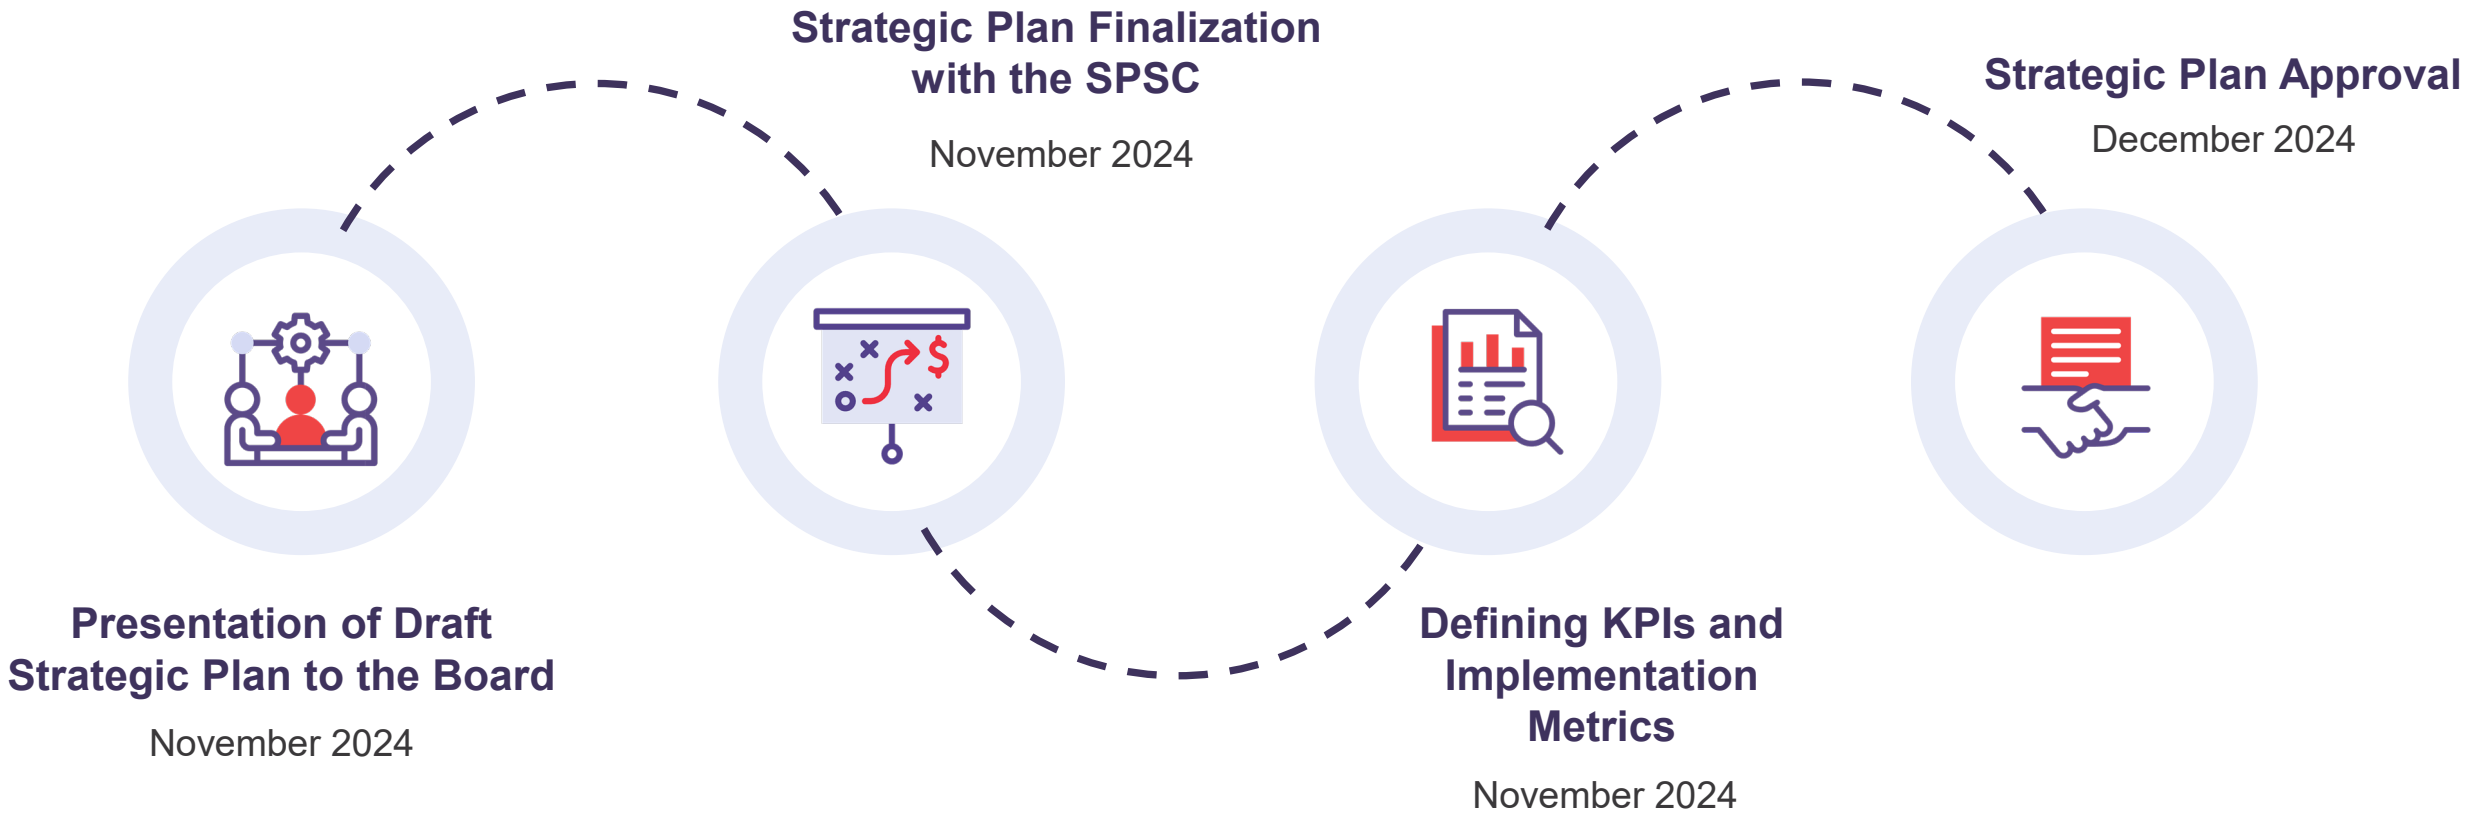 Presentation of Draft
Strategic Plan to the Board
November 2024
Strategic Plan Finalization
with the SPSC
November 2024
Defining KPIs and
Implementation
Metrics
November 2024
Strategic Plan Approval
December 2024